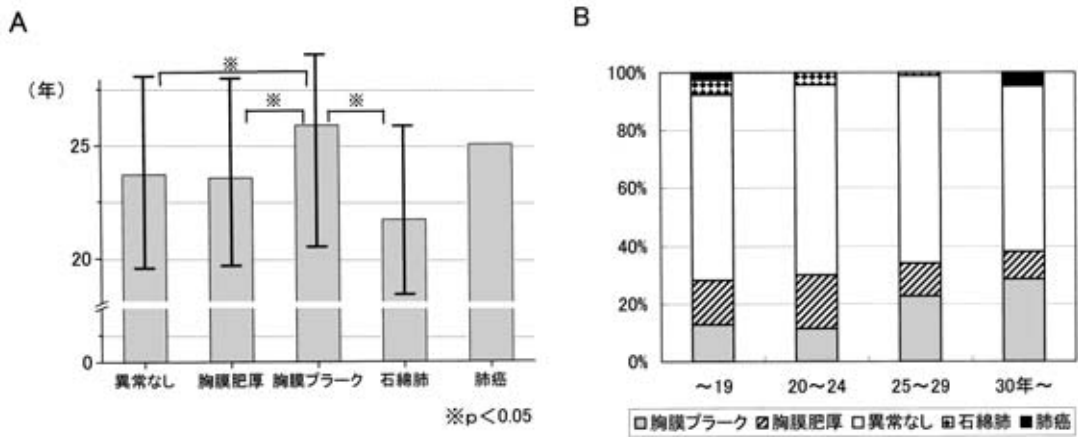 A
(年)
25
20
0
※
※
※
異常なし 胸膜肥厚 胸膜プラーク 石綿肺 肺癌
※p<0.05
B
100%
80%
60%
40%
20%
0%
~19 20~24 25~29 30年~
胸膜プラーク 胸膜肥厚 異常なし 石綿肺 肺癌